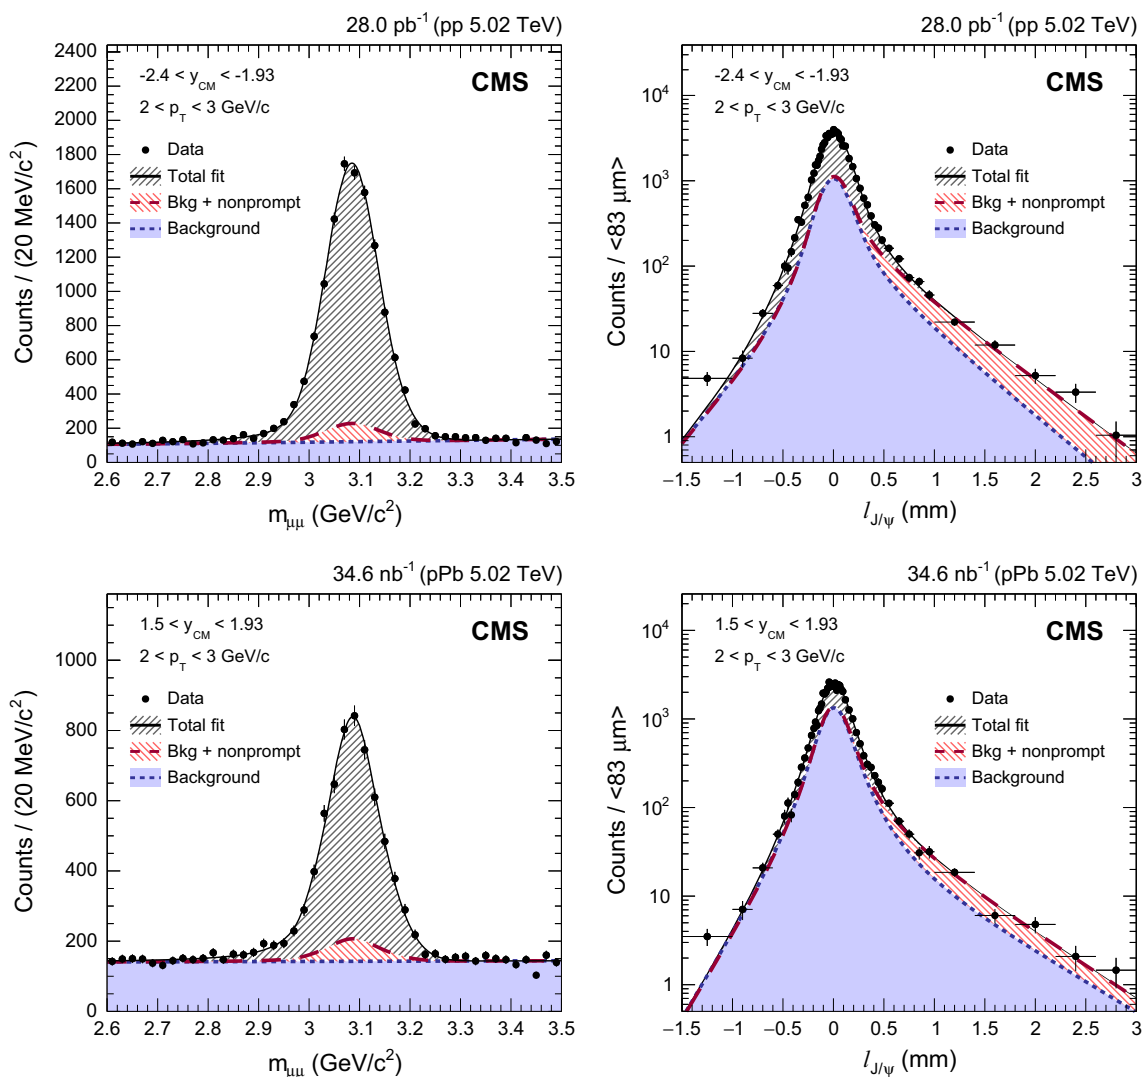 28.0 pb⁻¹ (pp 5.02 TeV)
CMS
-2.4 < y_CM < -1.93
2 < p_T < 3 GeV/c
Data
Total fit
Bkg + nonprompt
Background
Counts / (20 MeV/c²)
2400
2200
2000
1800
1600
1400
1200
1000
800
600
400
200
0
2.6 2.7 2.8 2.9 3 3.1 3.2 3.3 3.4 3.5
m_μμ (GeV/c²)
28.0 pb⁻¹ (pp 5.02 TeV)
CMS
-2.4 < y_CM < -1.93
2 < p_T < 3 GeV/c
Data
Total fit
Bkg + nonprompt
Background
Counts / <83 μm>
10⁴
10³
10²
10
1
−1.5 −1 −0.5 0 0.5 1 1.5 2 2.5 3
l_J/ψ (mm)
34.6 nb⁻¹ (pPb 5.02 TeV)
CMS
1.5 < y_CM < 1.93
2 < p_T < 3 GeV/c
Data
Total fit
Bkg + nonprompt
Background
Counts / (20 MeV/c²)
1000
800
600
400
200
0
2.6 2.7 2.8 2.9 3 3.1 3.2 3.3 3.4 3.5
m_μμ (GeV/c²)
34.6 nb⁻¹ (pPb 5.02 TeV)
CMS
1.5 < y_CM < 1.93
2 < p_T < 3 GeV/c
Data
Total fit
Bkg + nonprompt
Background
Counts / <83 μm>
10⁴
10³
10²
10
1
−1.5 −1 −0.5 0 0.5 1 1.5 2 2.5 3
l_J/ψ (mm)